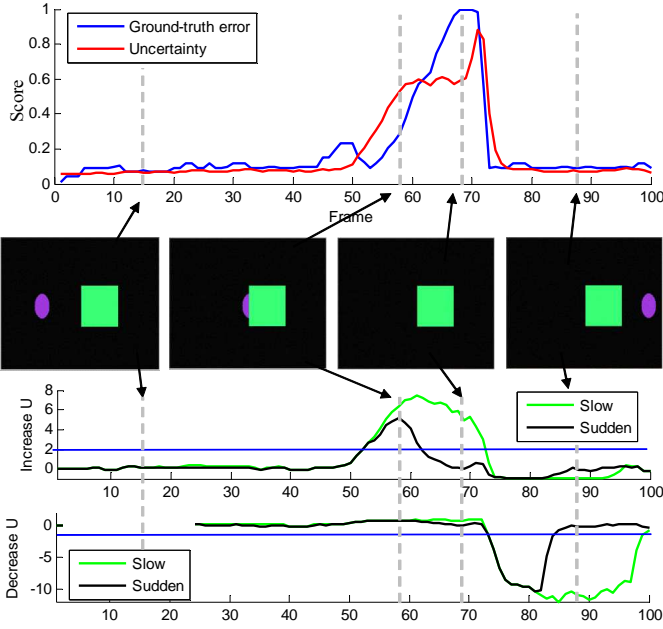 1
0.8
0.6
0.4
0.2
0
Score
Ground-truth error
Uncertainty
0 10 20 30 40 50 60 70 80 90 100
Frame
8
6
4
2
0
Increase U
Slow
Sudden
10 20 30 40 50 60 70 80 90 100
0
-5
-10
Decrease U
Slow
Sudden
10 20 30 40 50 60 70 80 90 100